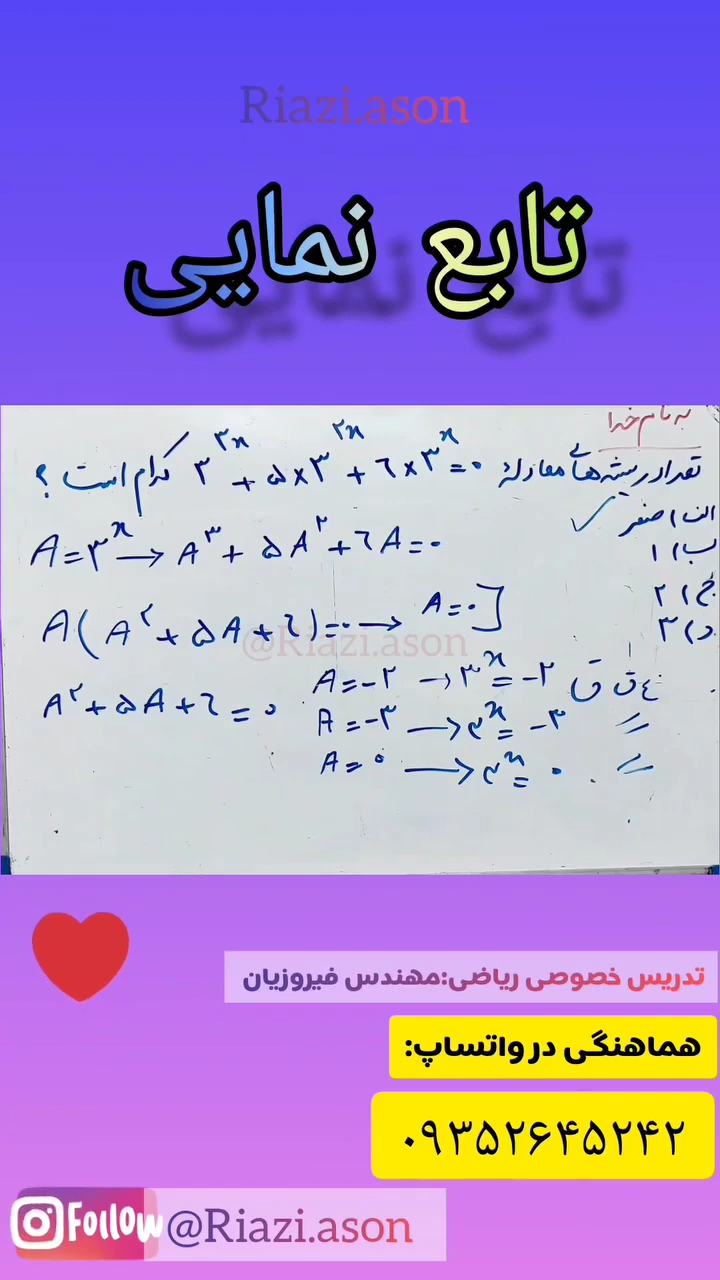 Riazi.ason
تابع نمایی
به نام خدا
تعداد ریشه‌های معادلهٔ ۳^۳x + ۵×۳^۲x + ۶×۳^x = ۰ کدام است ؟
الف) صفر ✓
ب) ۱
ج) ۲
د) ۳
A = ۳^x → A^۳ + ۵A^۲ + ۶A = ۰
A(A^۲ + ۵A + ۶) = ۰ → A = ۰
@Riazi.ason
A^۲ + ۵A + ۶ = ۰
A = -۲ → ۳^x = -۲ غ ق ق
A = -۳ → ۳^x = -۳ //
A = ۰ → ۳^x = ۰ //
تدریس خصوصی ریاضی:مهندس فیروزیان
هماهنگی در واتساپ:
۰۹۳۵۲۶۴۵۲۴۲
Follow @Riazi.ason